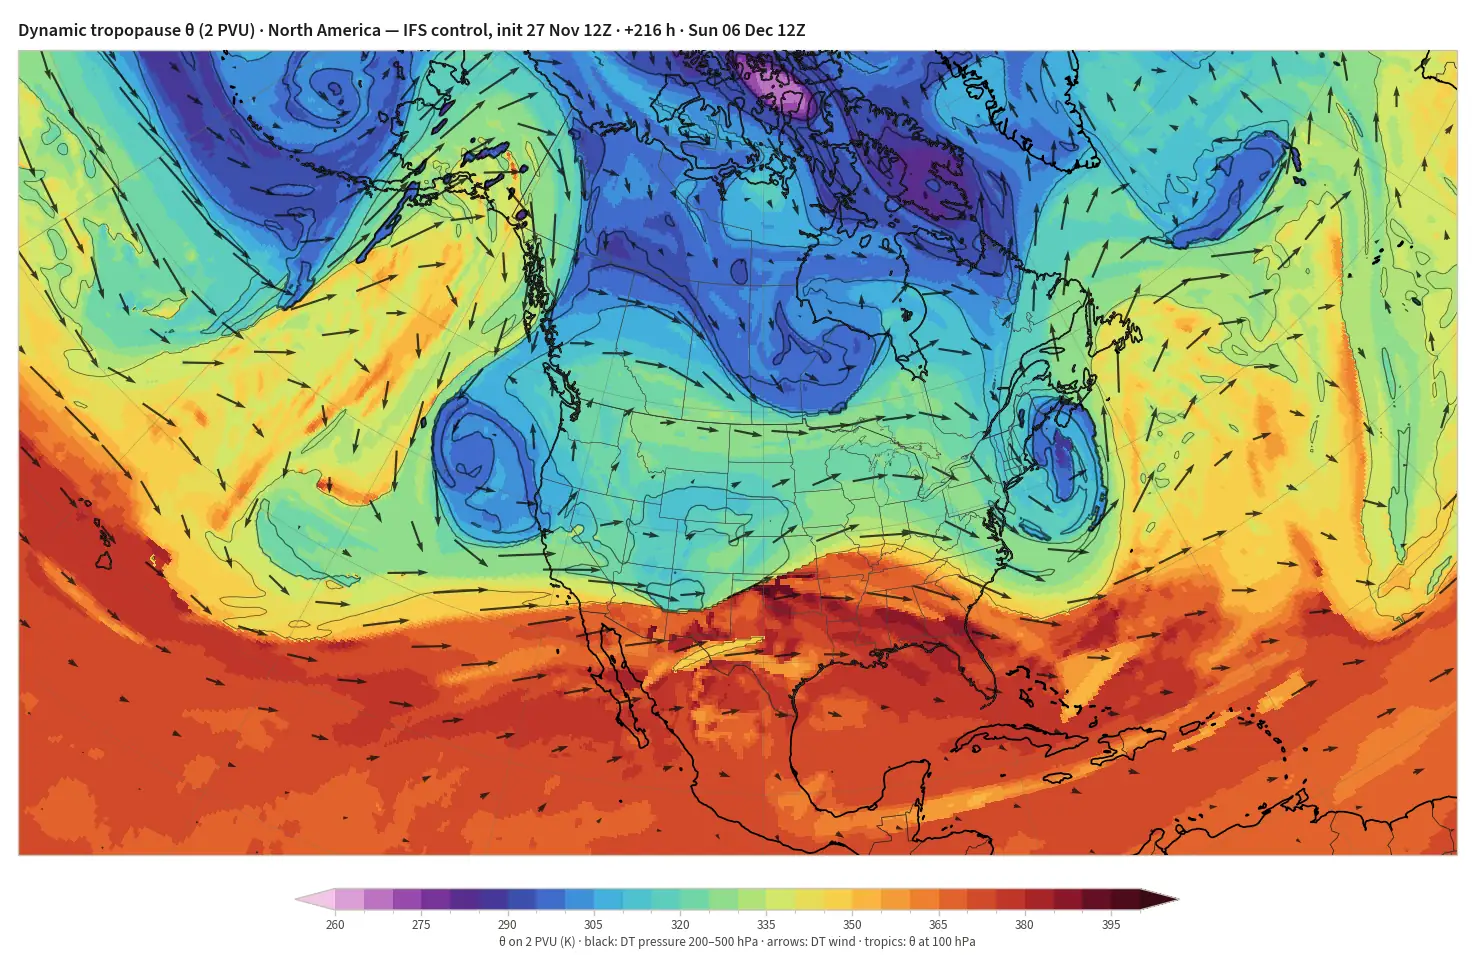 Dynamic tropopause θ (2 PVU) · North America — IFS control, init 27 Nov 12Z · +216 h · Sun 06 Dec 12Z
260 275 290 305 320 335 350 365 380 395
θ on 2 PVU (K) · black: DT pressure 200–500 hPa · arrows: DT wind · tropics: θ at 100 hPa